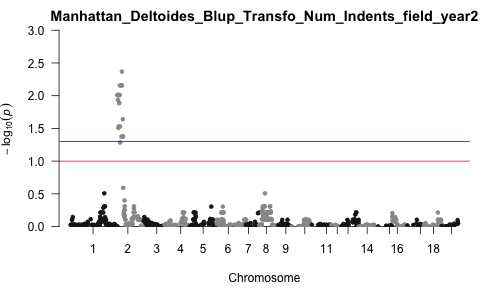 Manhattan_Deltoides_Blup_Transfo_Num_Indents_field_year2
3.0
2.5
2.0
1.5
1.0
0.5
0.0
− log₁₀(p)
1 2 3 4 5 6 7 8 9 11 14 16 18
Chromosome